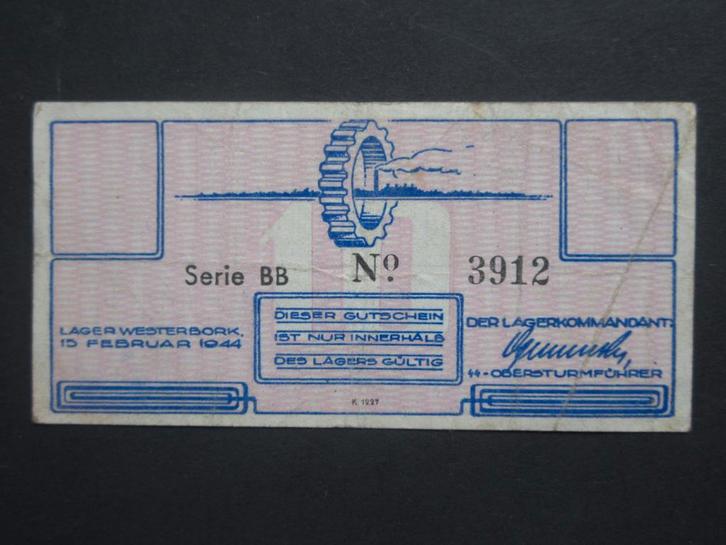 10
Serie BB Nº 3912
LAGER WESTERBORK,
15 FEBRUAR 1944
DIESER GUTSCHEIN
IST NUR INNERHALB
DES LAGERS GÜLTIG
DER LAGERKOMMANDANT:
ᛋᛋ-OBERSTURMFÜHRER
K 1227